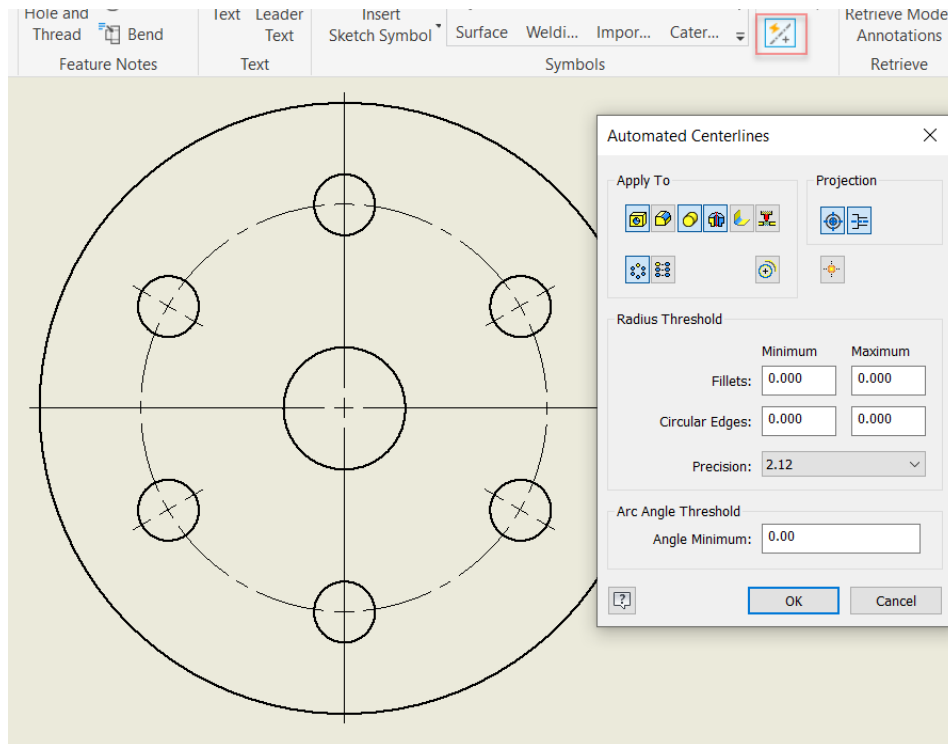 Hole and
Thread
Bend
Feature Notes
Text Leader
Text
Text
Insert
Sketch Symbol
Surface Weldi... Impor... Cater...
Symbols
Retrieve Mode
Annotations
Retrieve
Automated Centerlines
Apply To
Projection
Radius Threshold
Minimum Maximum
Fillets: 0.000 0.000
Circular Edges: 0.000 0.000
Precision: 2.12
Arc Angle Threshold
Angle Minimum: 0.00
?
OK Cancel